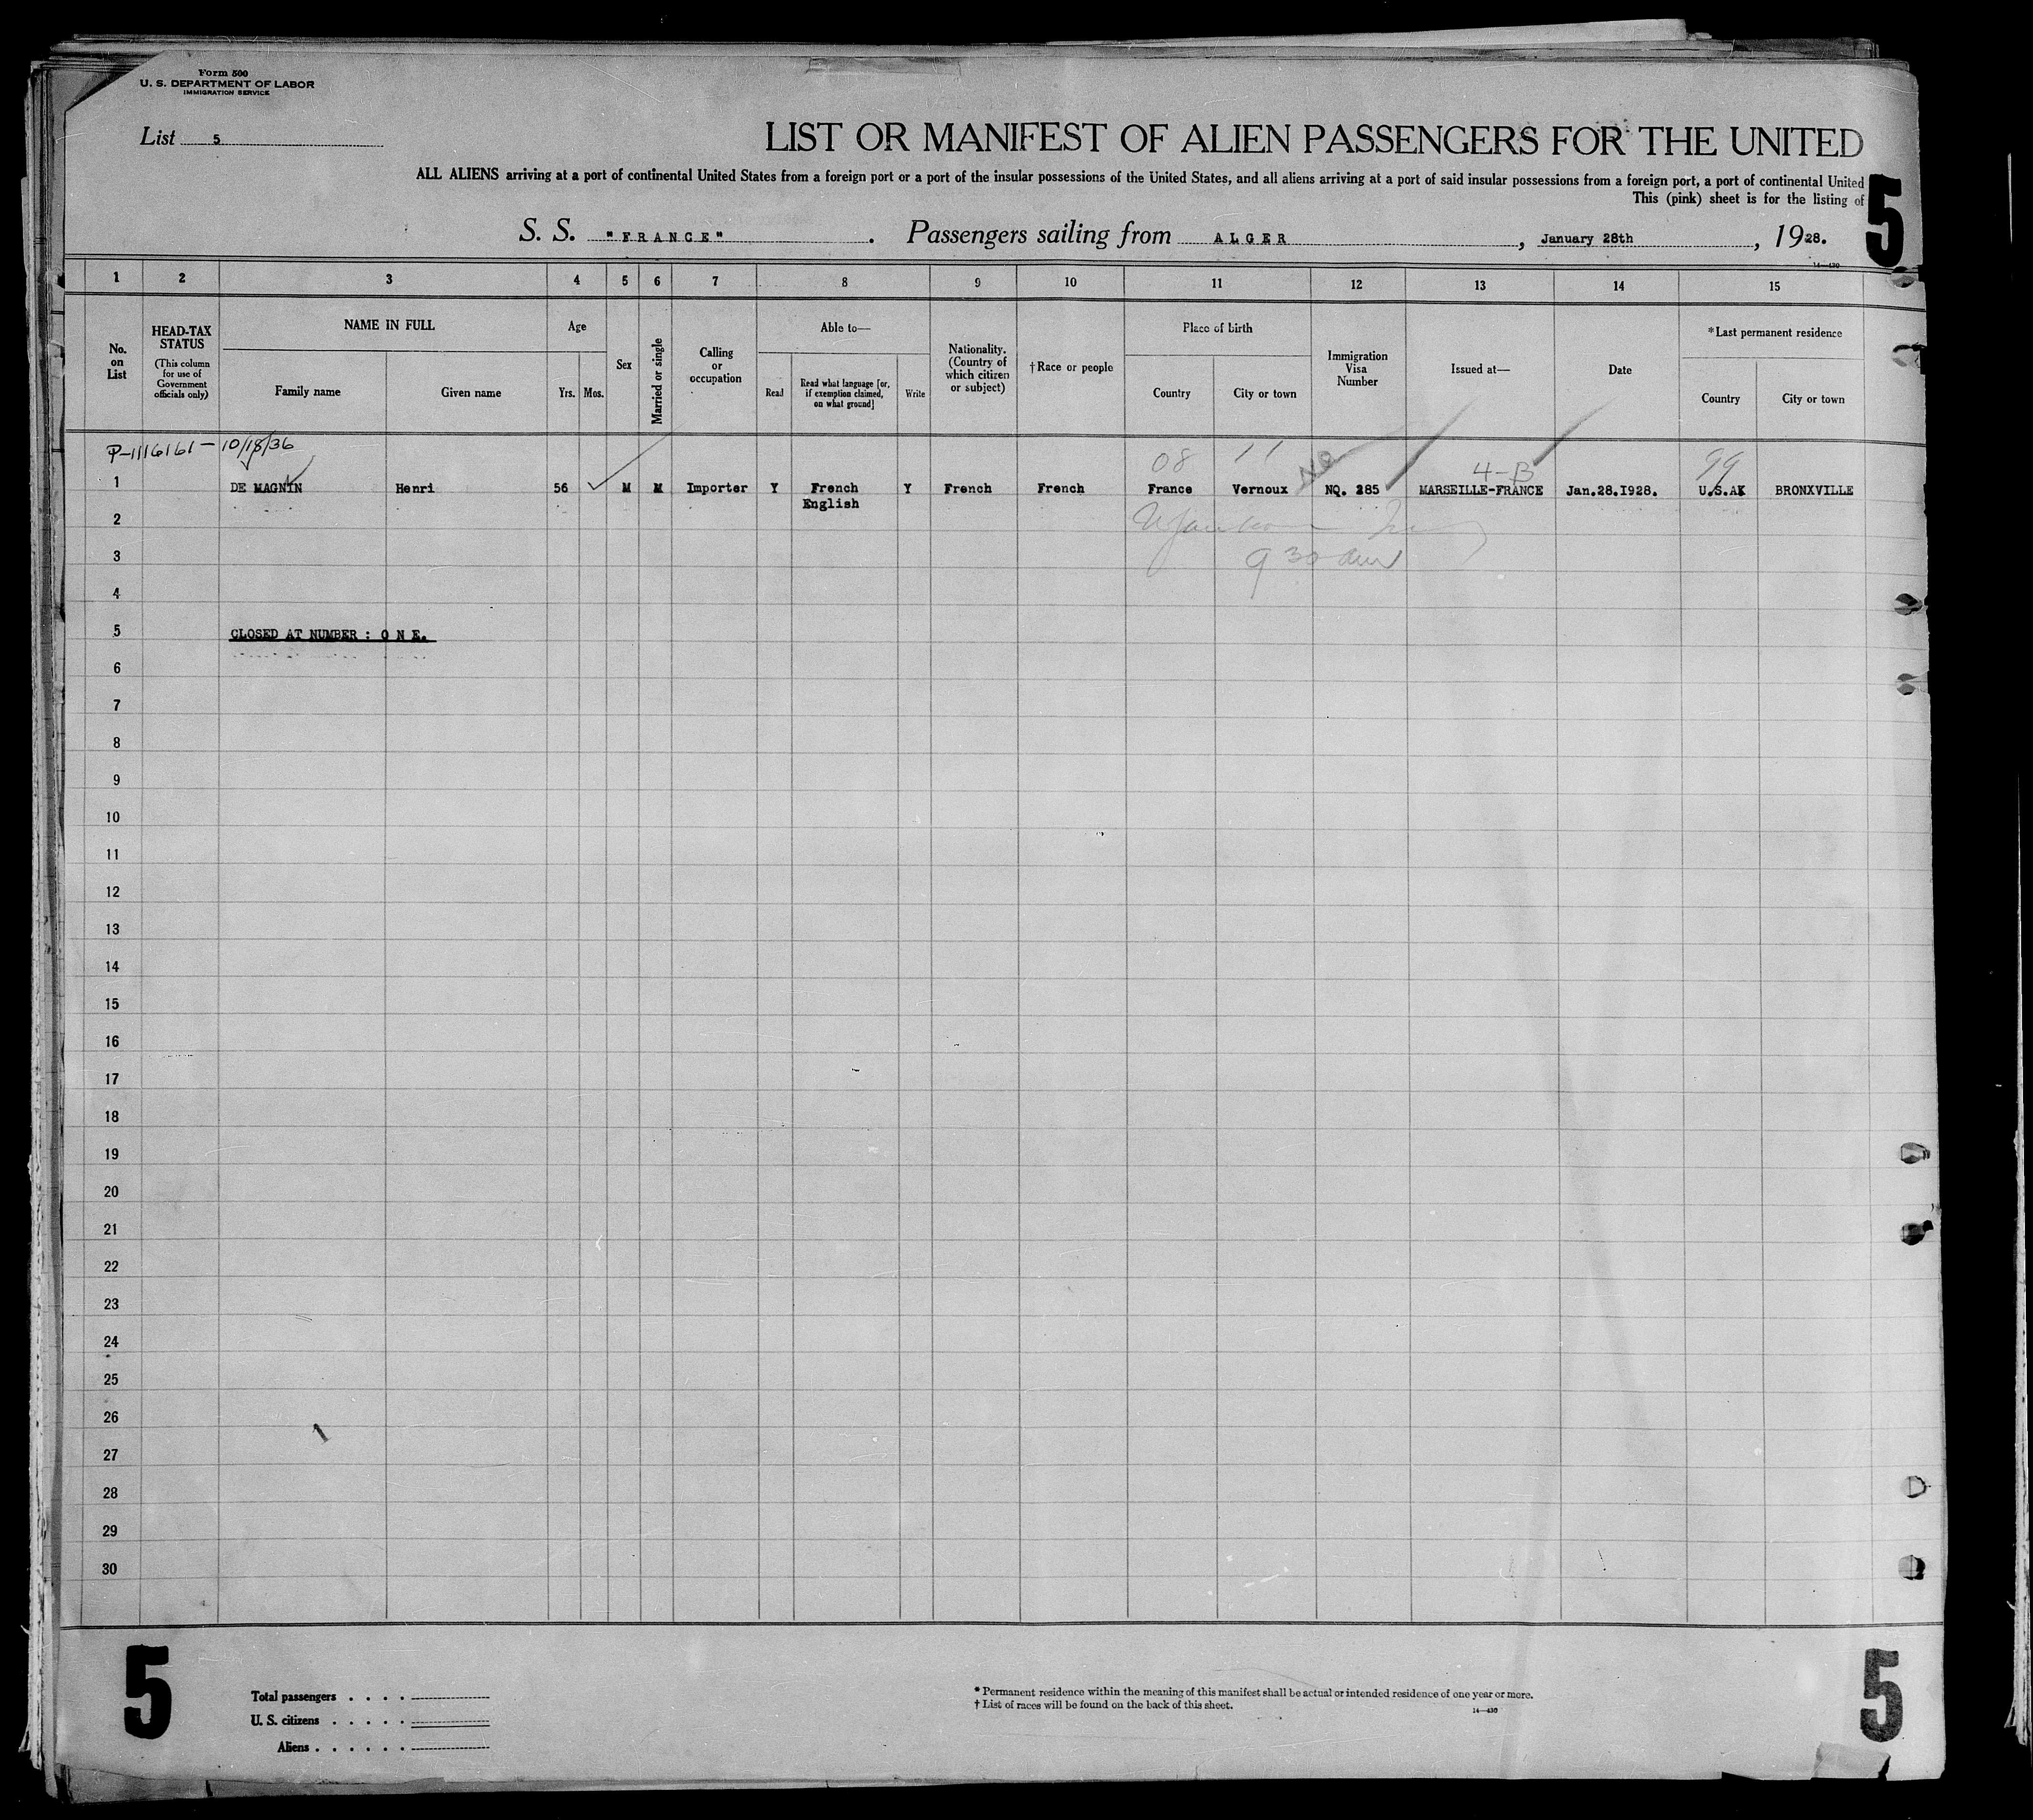 Form 500
U. S. DEPARTMENT OF LABOR
IMMIGRATION SERVICE
List 5
LIST OR MANIFEST OF ALIEN PASSENGERS FOR THE UNITED
ALL ALIENS arriving at a port of continental United States from a foreign port or a port of the insular possessions of the United States, and all aliens arriving at a port of said insular possessions from a foreign port, a port of continental United
This (pink) sheet is for the listing of
5
S. S. "FRANCE" . Passengers sailing from ALGER , January 28th , 1928.
14—430
1 2 3 4 5 6 7 8 9 10 11 12 13 14 15
No. on List
HEAD-TAX STATUS
(This column for use of Government officials only)
NAME IN FULL
Family name Given name
Age
Yrs. Mos.
Sex
Married or single
Calling or occupation
Able to—
Read
Read what language [or, if exemption claimed, on what ground]
Write
Nationality. (Country of which citizen or subject)
†Race or people
Place of birth
Country City or town
Immigration Visa Number
Issued at—
Date
*Last permanent residence
Country City or town
P-1116161 - 10/18/36
08 11 No 4-B 99
1 DE MAGNIN Henri 56 M M Importer Y French Y French French France Vernoux NO. 285 MARSEILLE-FRANCE Jan.28.1928. U.S.A BRONXVILLE
English
2
9 30 am
3
4
5 CLOSED AT NUMBER : O N E.
6
7
8
9
10
11
12
13
14
15
16
17
18
19
20
21
22
23
24
25
26
27
28
29
30
5
Total passengers . . . .
U. S. citizens . . . . .
Aliens . . . . . .
* Permanent residence within the meaning of this manifest shall be actual or intended residence of one year or more.
† List of races will be found on the back of this sheet.
14—430
5